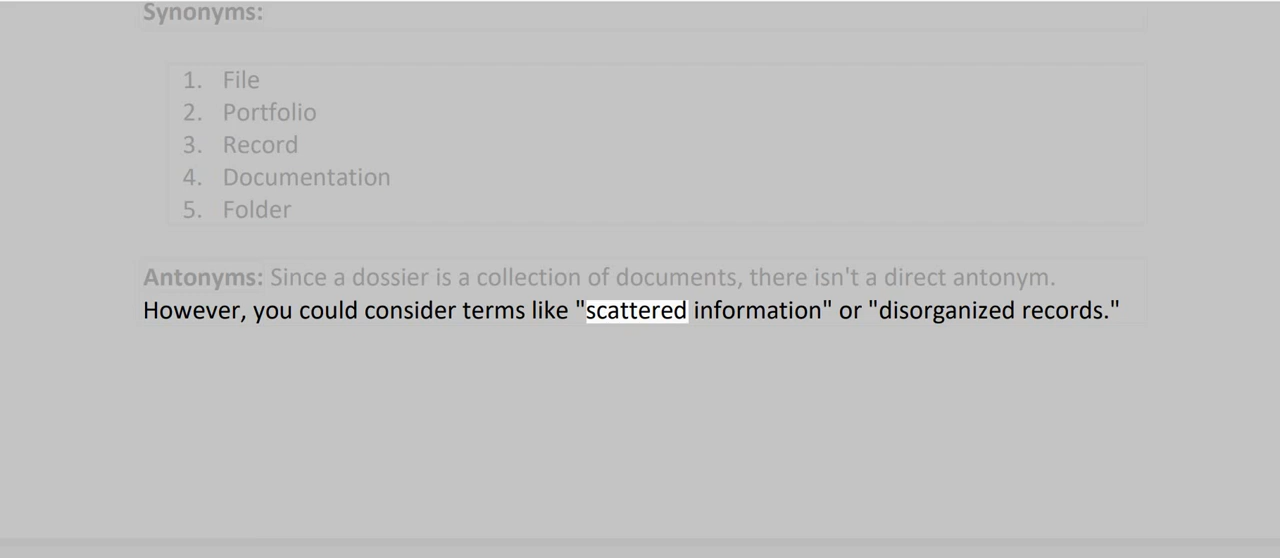 Synonyms:
1. File
2. Portfolio
3. Record
4. Documentation
5. Folder
Antonyms: Since a dossier is a collection of documents, there isn't a direct antonym.
However, you could consider terms like "scattered information" or "disorganized records."